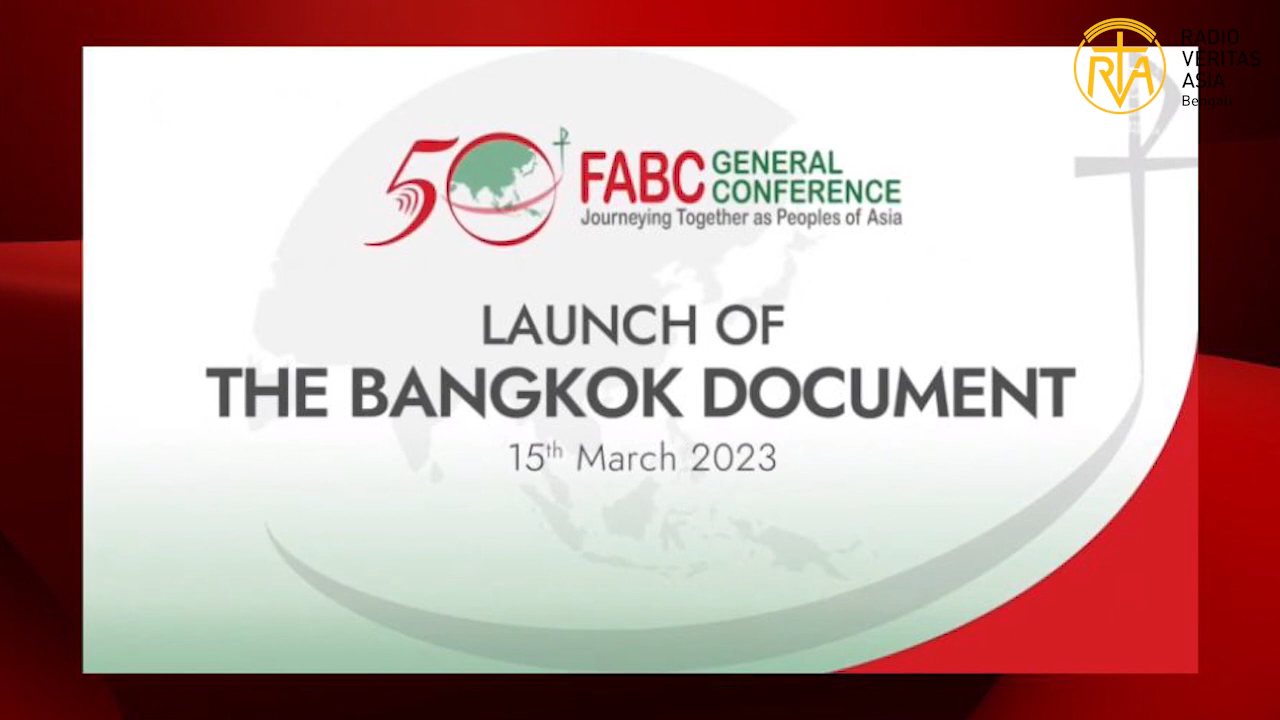 RADIO
VERITAS
ASIA
Bengali
RVA
50 FABC GENERAL CONFERENCE
Journeying Together as Peoples of Asia
LAUNCH OF
THE BANGKOK DOCUMENT
15th March 2023